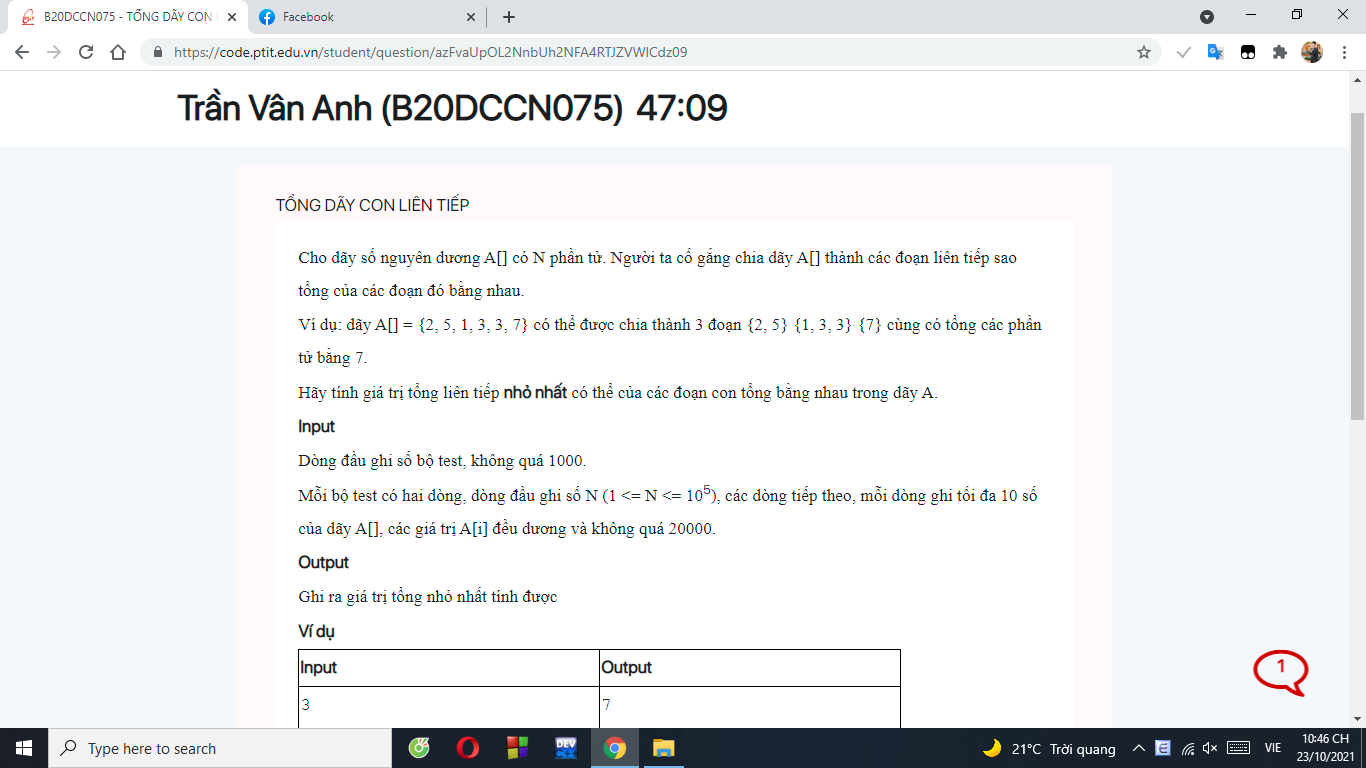 B20DCCN075 - TỔNG DÃY CON
Facebook
https://code.ptit.edu.vn/student/question/azFvaUpOL2NnbUh2NFA4RTJZVWlCdz09
Trần Vân Anh (B20DCCN075) 47:09
TỔNG DÃY CON LIÊN TIẾP
Cho dãy số nguyên dương A[] có N phần tử. Người ta cố gắng chia dãy A[] thành các đoạn liên tiếp sao
tổng của các đoạn đó bằng nhau.
Ví dụ: dãy A[] = {2, 5, 1, 3, 3, 7} có thể được chia thành 3 đoạn {2, 5} {1, 3, 3} {7} cùng có tổng các phần
tử bằng 7.
Hãy tính giá trị tổng liên tiếp nhỏ nhất có thể của các đoạn con tổng bằng nhau trong dãy A.
Input
Dòng đầu ghi số bộ test, không quá 1000.
Mỗi bộ test có hai dòng, dòng đầu ghi số N (1 <= N <= 10⁵), các dòng tiếp theo, mỗi dòng ghi tối đa 10 số
của dãy A[], các giá trị A[i] đều dương và không quá 20000.
Output
Ghi ra giá trị tổng nhỏ nhất tính được
Ví dụ
Input Output
3 7
1
Type here to search
DEV
21°C Trời quang
VIE
10:46 CH
23/10/2021